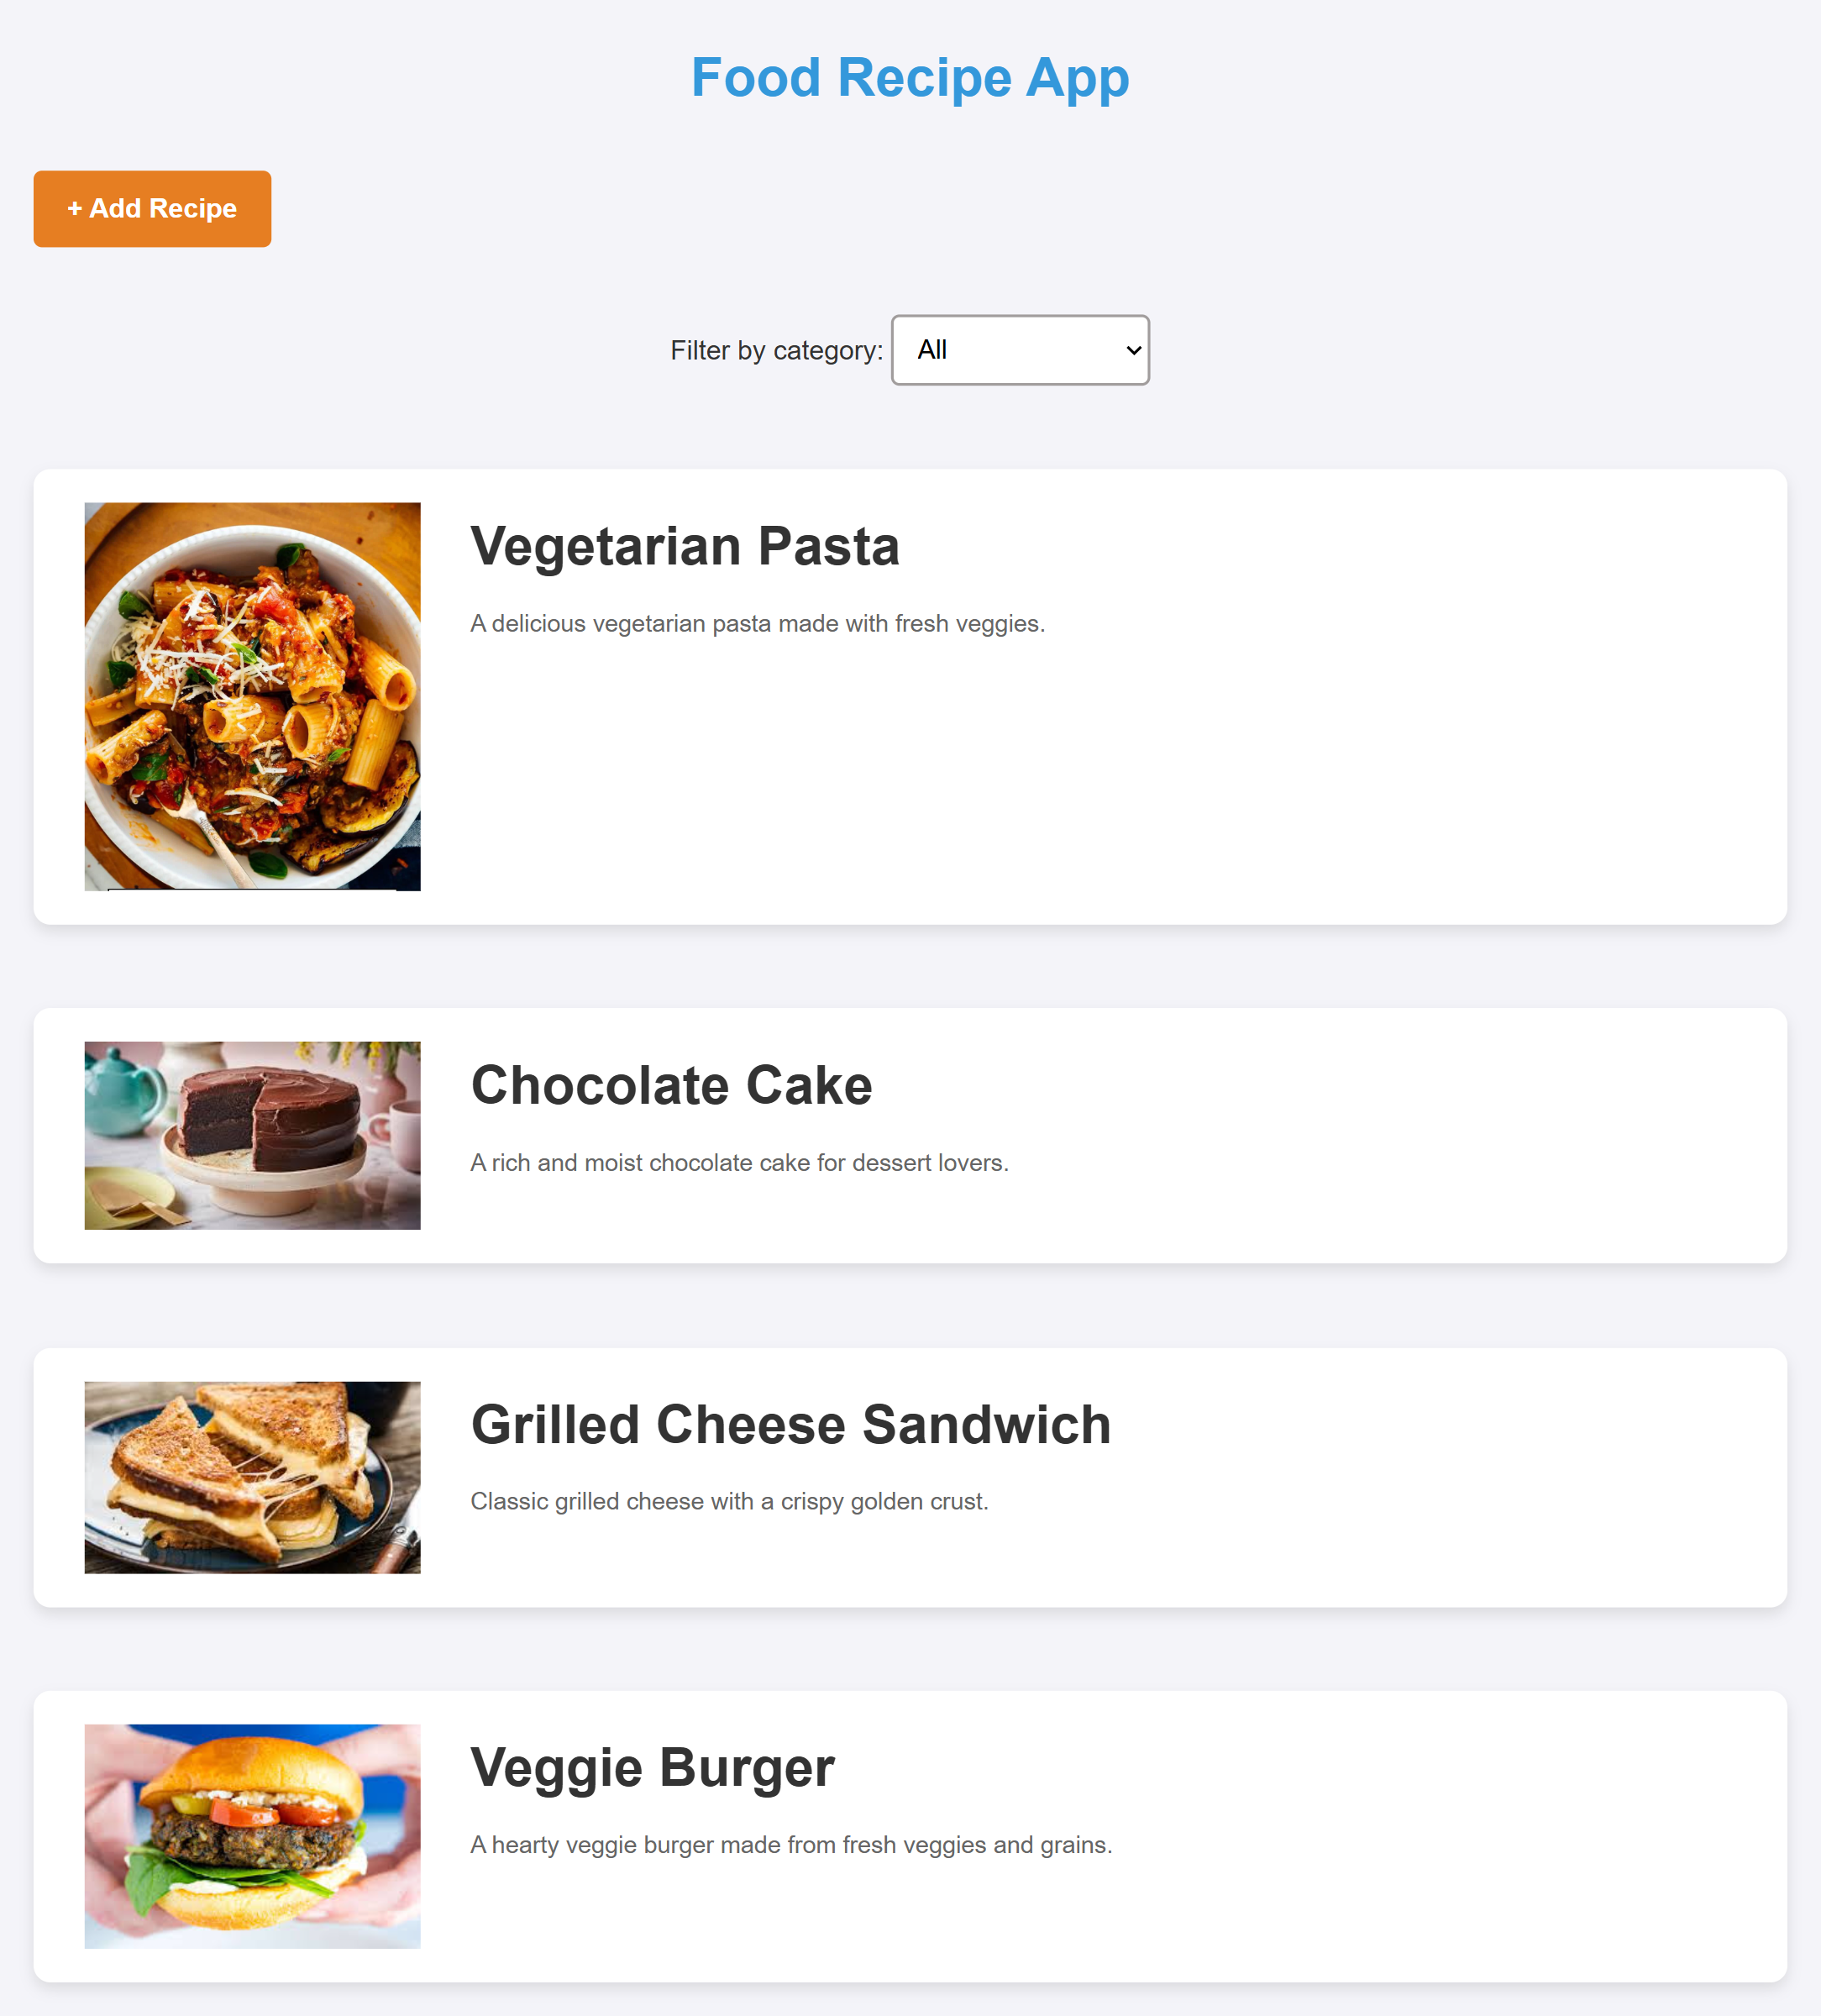 Food Recipe App
+ Add Recipe
Filter by category: All
Vegetarian Pasta
A delicious vegetarian pasta made with fresh veggies.
Chocolate Cake
A rich and moist chocolate cake for dessert lovers.
Grilled Cheese Sandwich
Classic grilled cheese with a crispy golden crust.
Veggie Burger
A hearty veggie burger made from fresh veggies and grains.